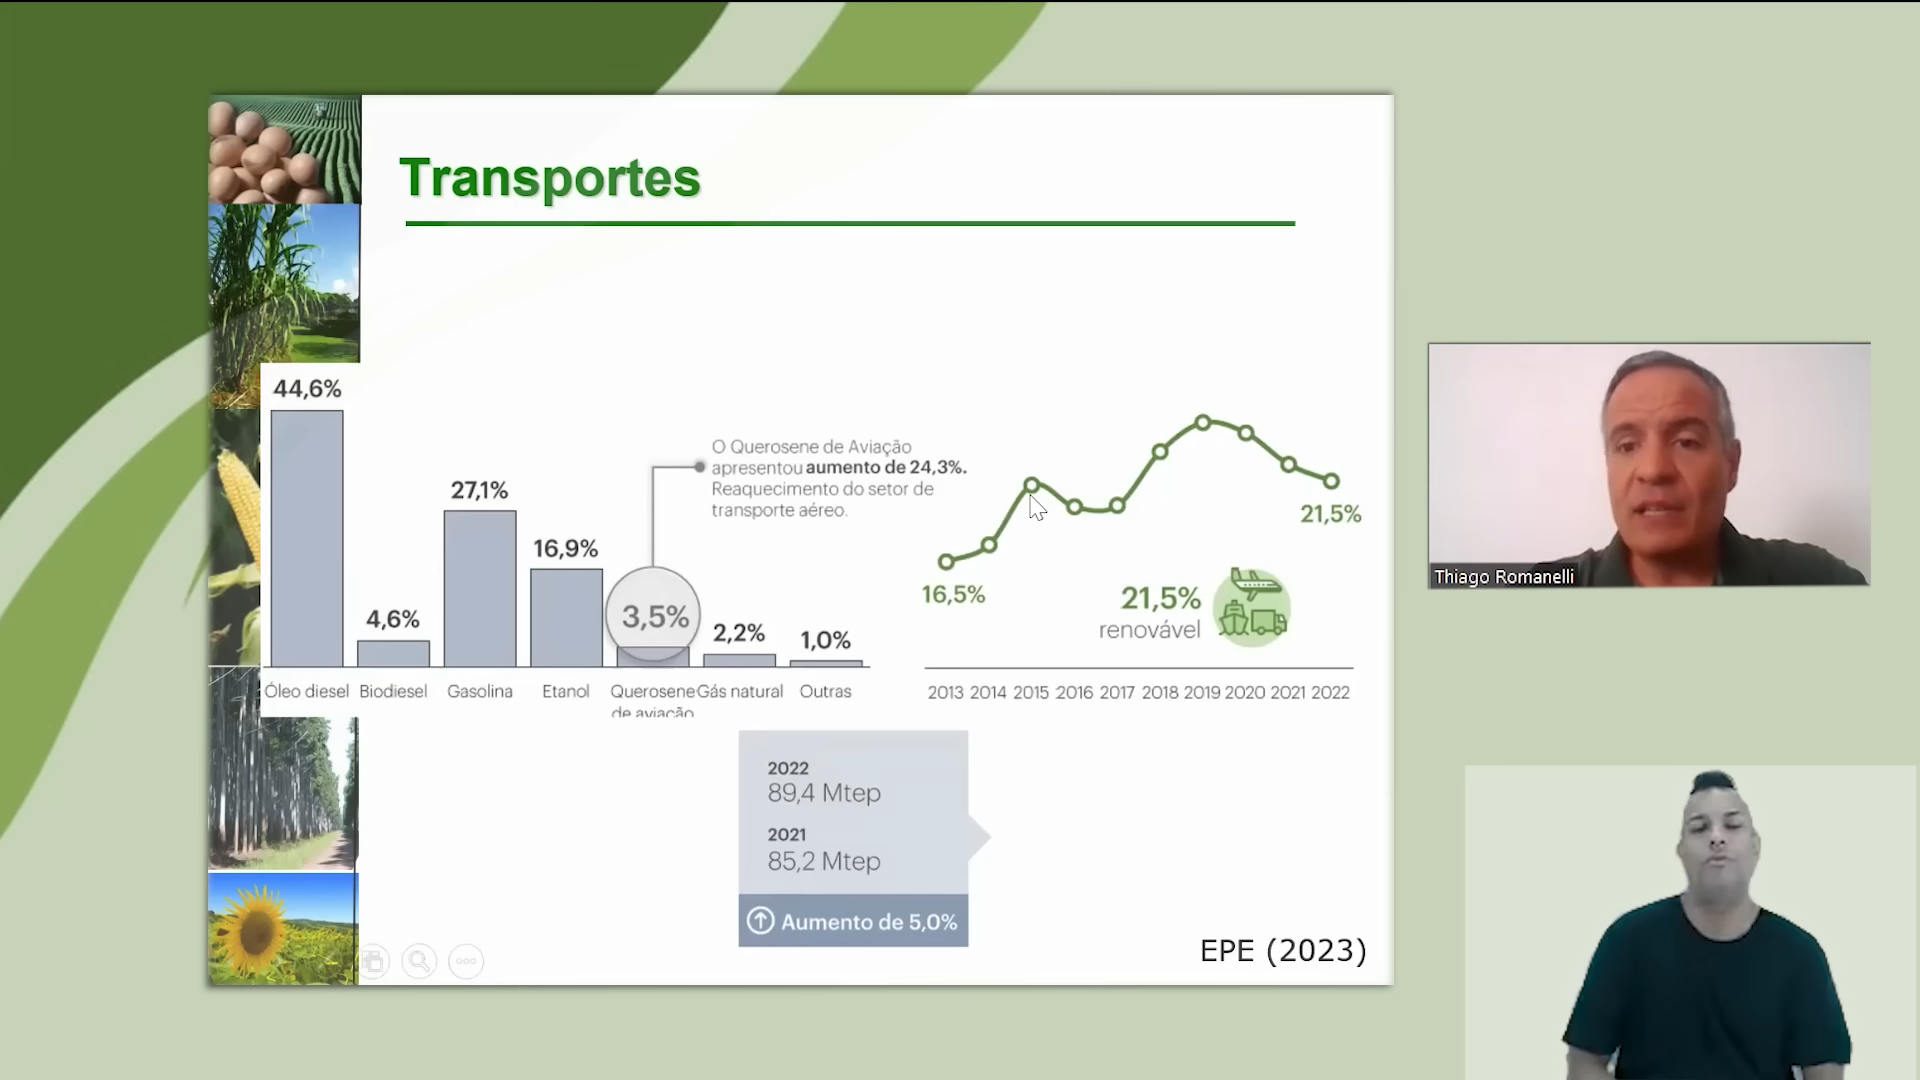 Transportes
44,6%
27,1%
16,9%
4,6%
3,5%
2,2%
1,0%
Óleo diesel
Biodiesel
Gasolina
Etanol
Querosene
de aviação
Gás natural
Outras
O Querosene de Aviação
apresentou aumento de 24,3%.
Reaquecimento do setor de
transporte aéreo.
16,5%
21,5%
21,5%
renovável
2013 2014 2015 2016 2017 2018 2019 2020 2021 2022
2022
89,4 Mtep
2021
85,2 Mtep
Aumento de 5,0%
EPE (2023)
Thiago Romanelli